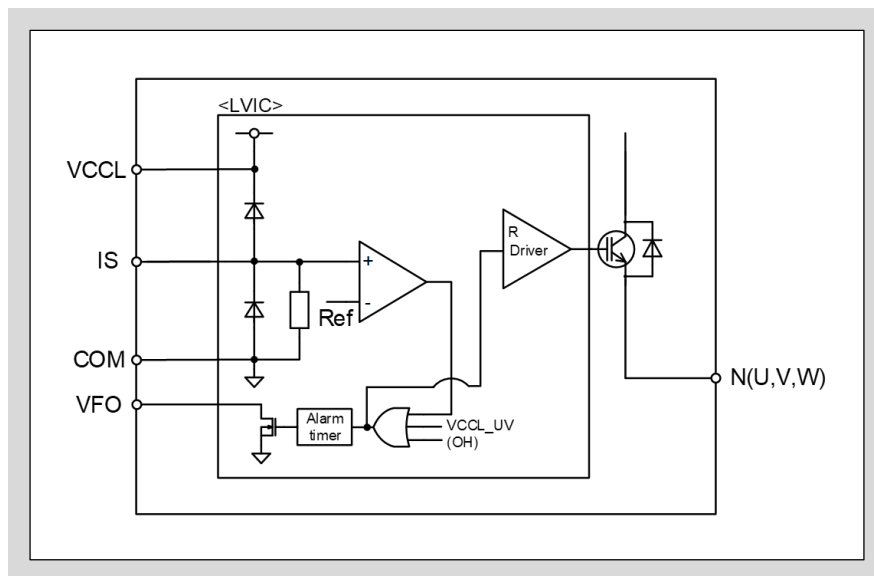 <LVIC>
VCCL
IS
+
-
Ref
R
Driver
COM
VFO
Alarm
timer
VCCL_UV
(OH)
N(U,V,W)